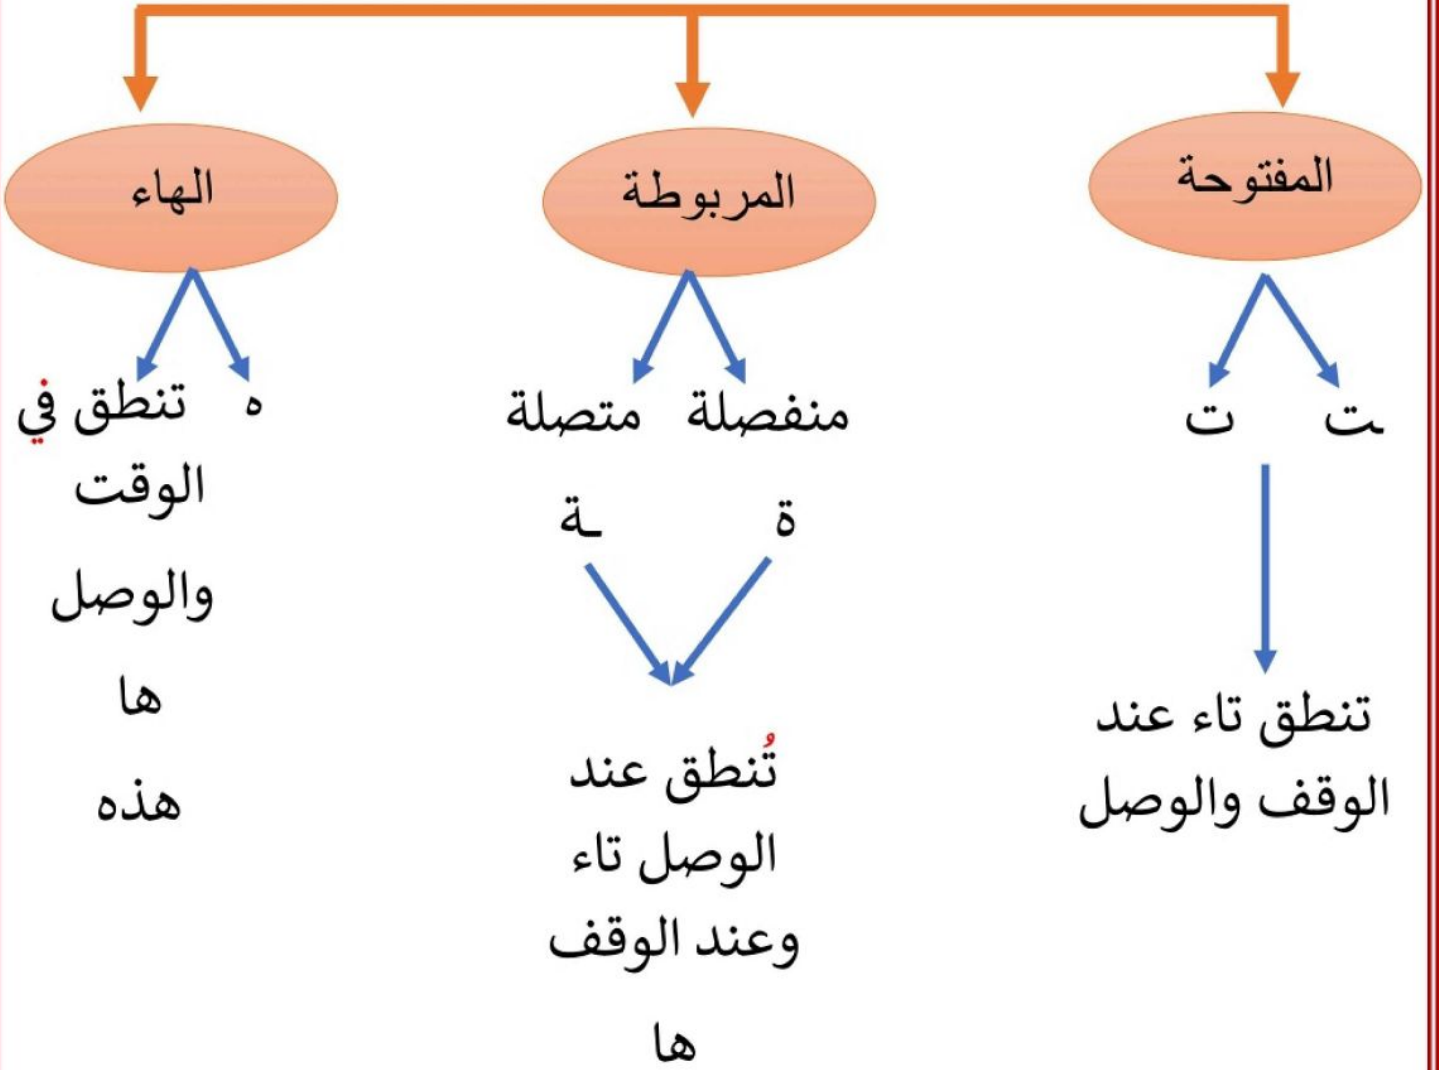 المفتوحة
ـت ت
تنطق تاء عند
الوقف والوصل
المربوطة
منفصلة متصلة
ة ـة
تُنطق عند
الوصل تاء
وعند الوقف
ها
الهاء
ه تنطق في
الوقت
والوصل
ها
هذه